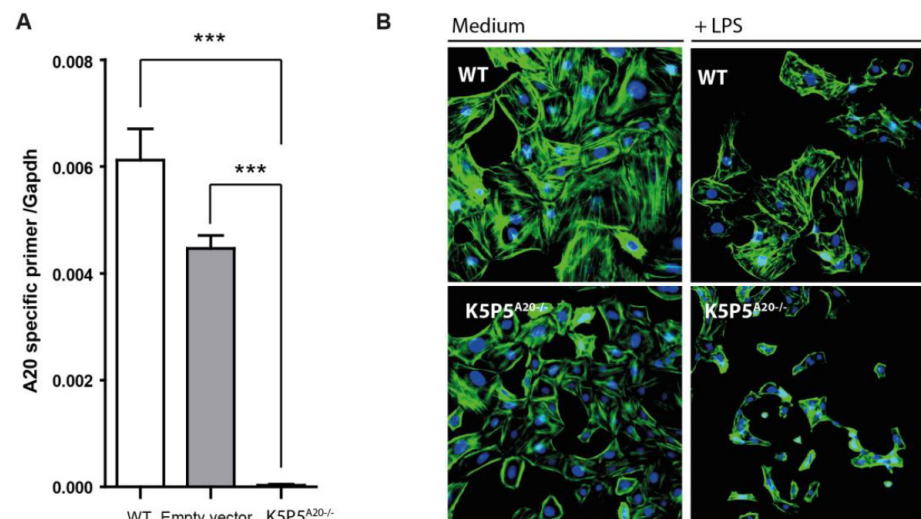 A
***
***
0.008
0.006
0.004
0.002
0.000
A20 specific primer /Gapdh
WT Empty vector K5P5A20-/-
B
Medium
+ LPS
WT
WT
K5P5A20-/-
K5P5A20-/-